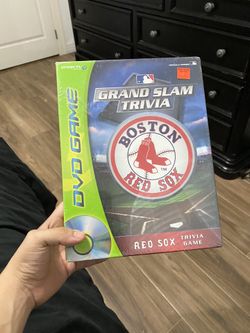 GRAND SLAM
TRIVIA
DVD GAME
BOSTON
RED SOX
RED SOX TRIVIA
GAME